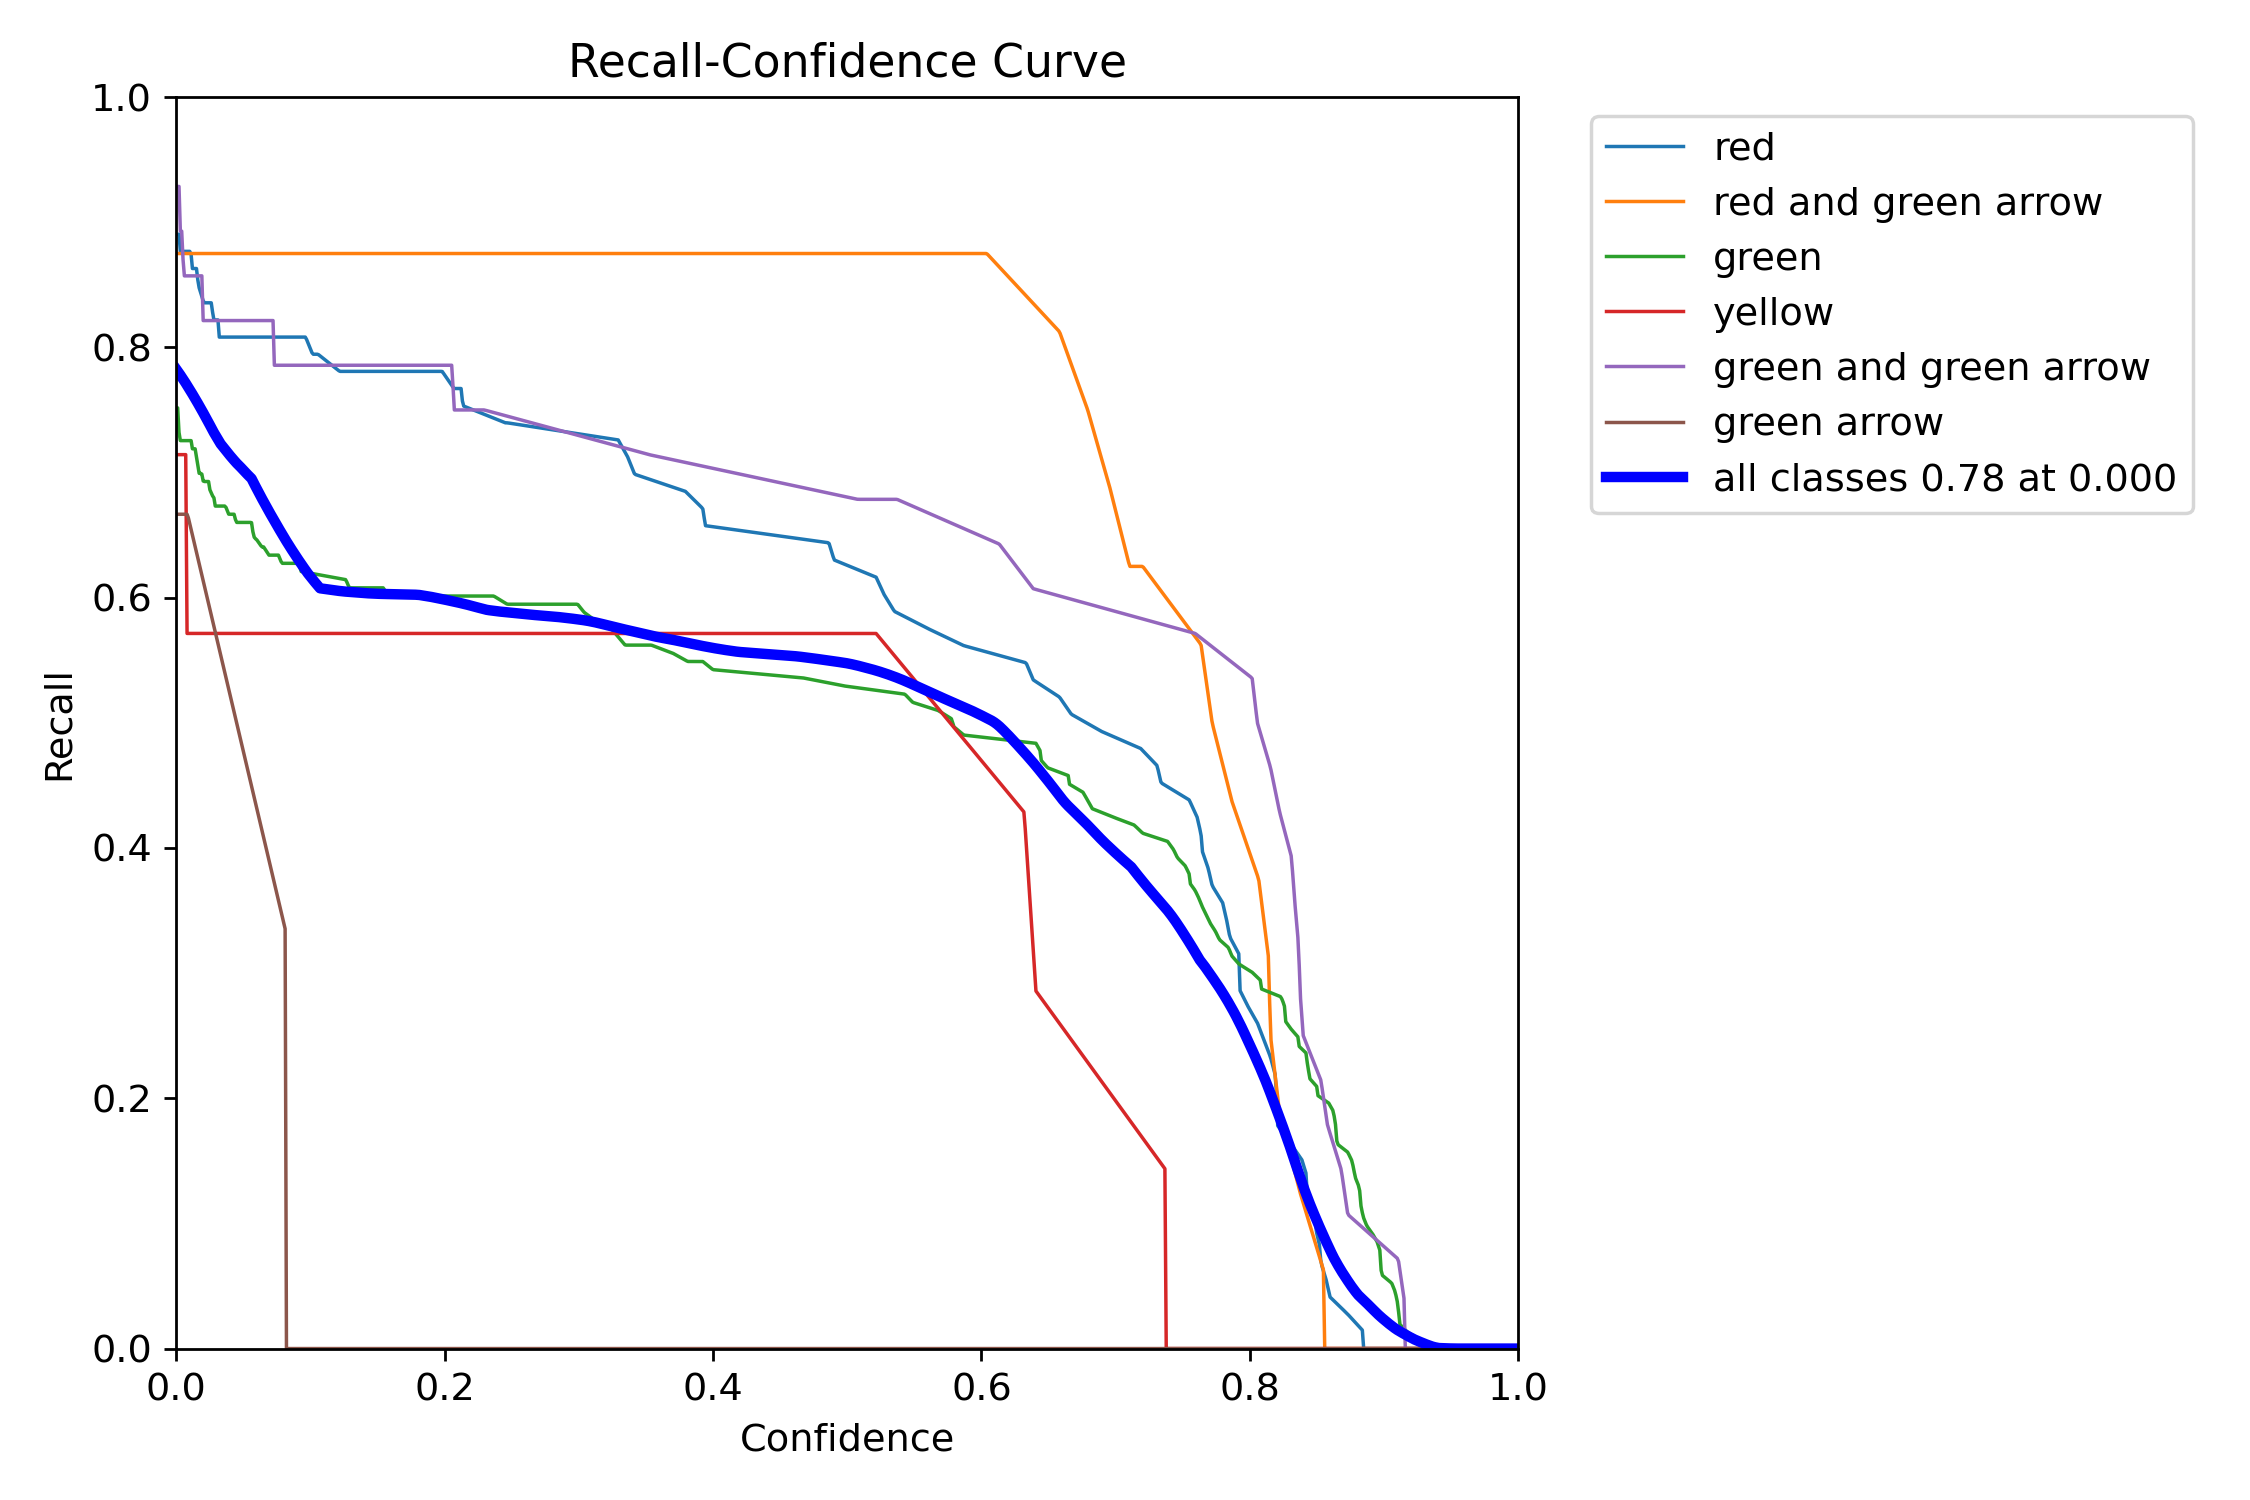 Recall-Confidence Curve
1.0
0.8
0.6
0.4
0.2
0.0
Recall
0.0 0.2 0.4 0.6 0.8 1.0
Confidence
red
red and green arrow
green
yellow
green and green arrow
green arrow
all classes 0.78 at 0.000